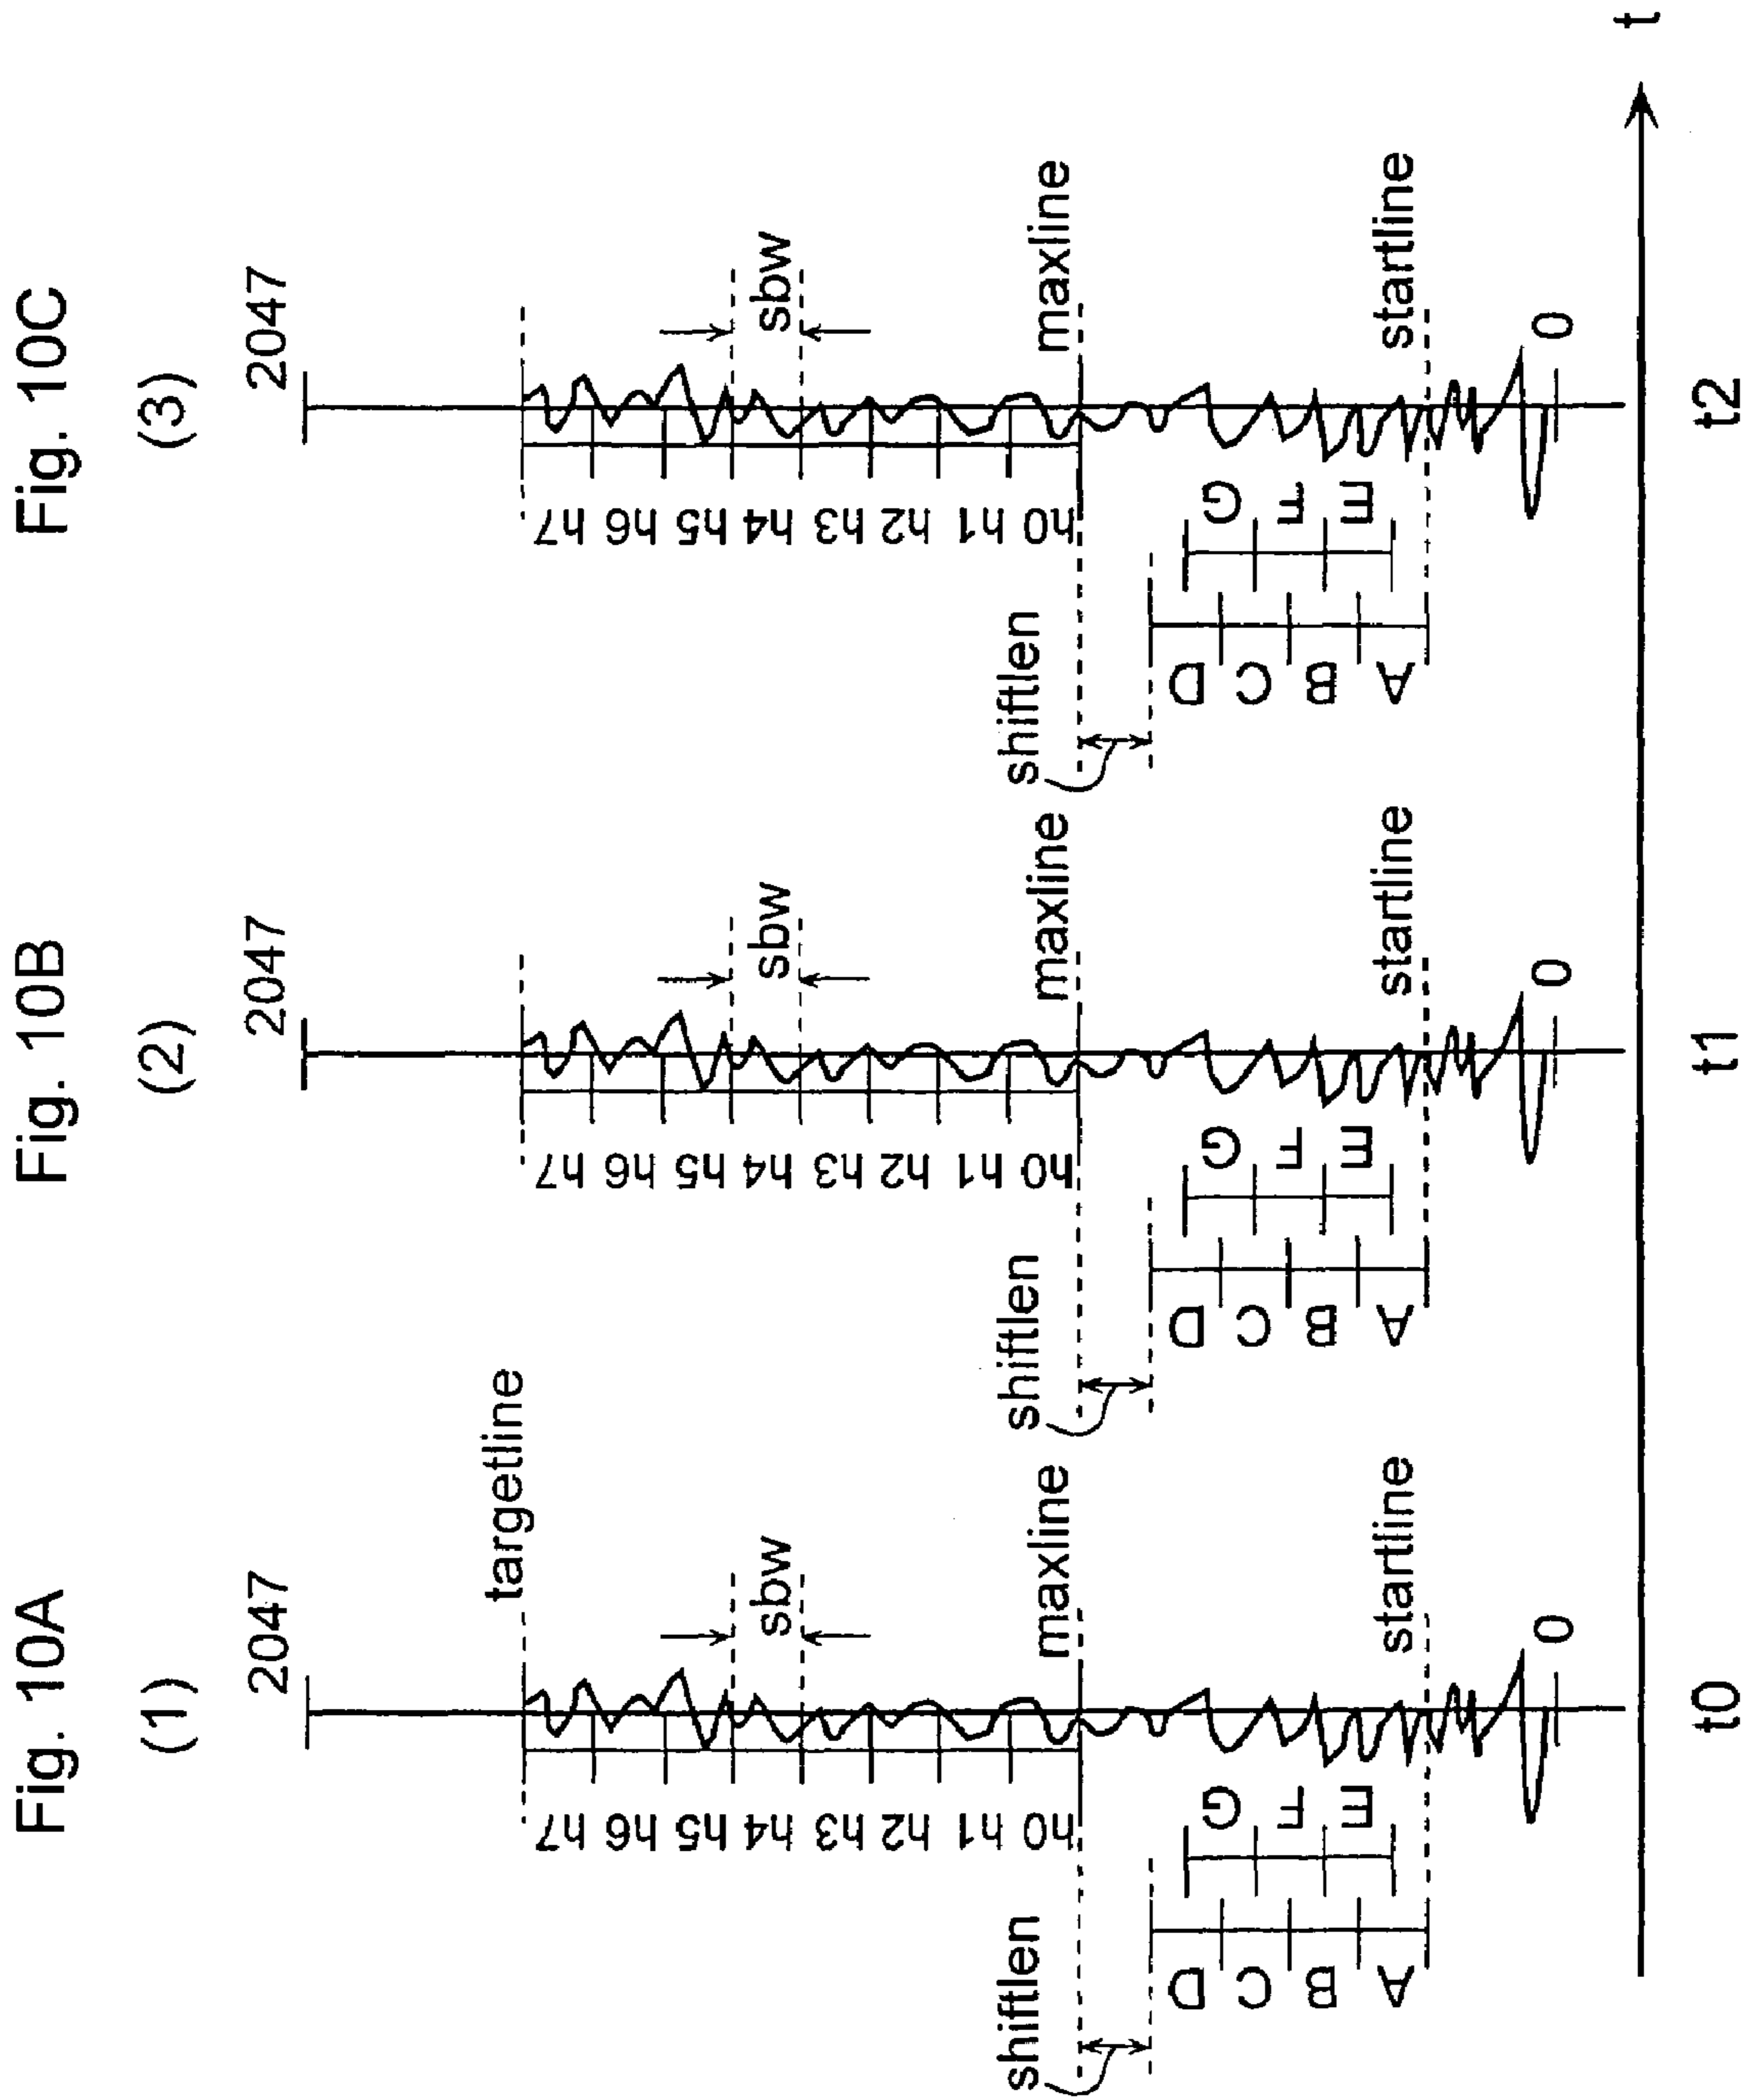 Fig. 10A
(1)
2047
targetline
sbw
h0 h1 h2 h3 h4 h5 h6 h7
maxline
shiftlen
A B C D
E F G
startline
0
t0
Fig. 10B
(2)
2047
sbw
h0 h1 h2 h3 h4 h5 h6 h7
maxline
shiftlen
A B C D
E F G
startline
0
t1
Fig. 10C
(3)
2047
sbw
h0 h1 h2 h3 h4 h5 h6 h7
maxline
shiftlen
A B C D
E F G
startline
0
t2
t